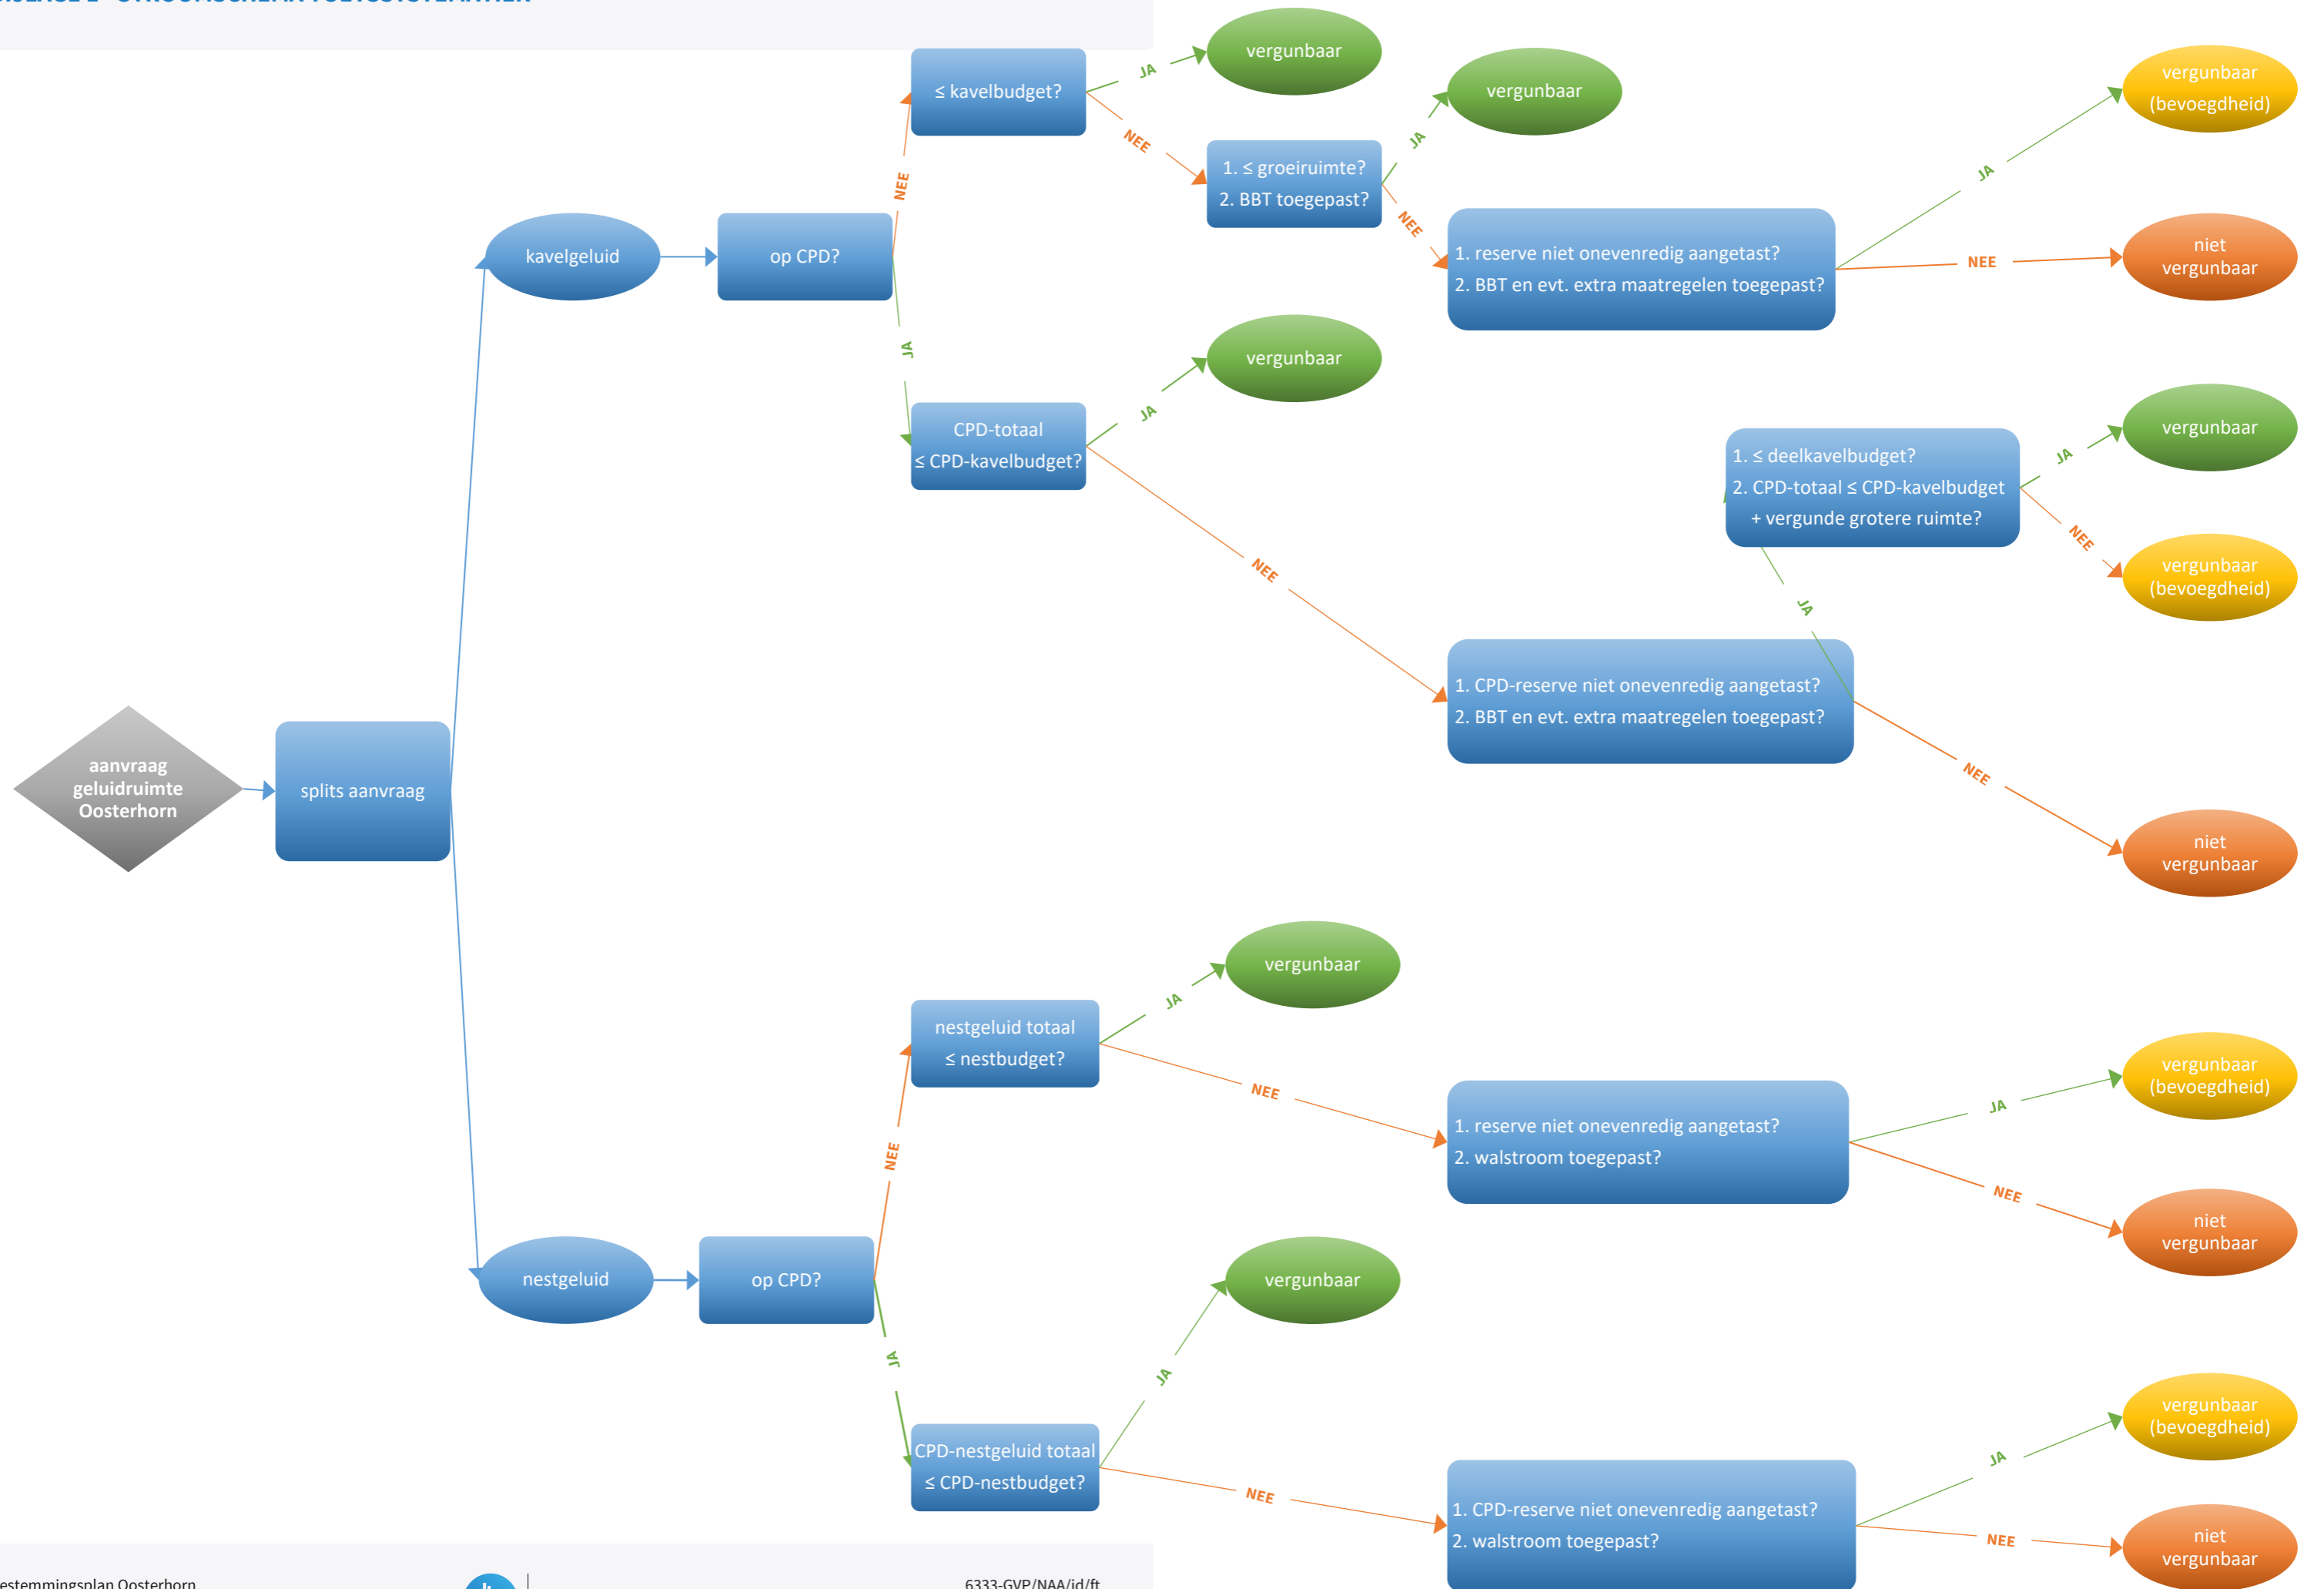 vergunbaar
≤ kavelbudget?
JA
NEE
vergunbaar
JA
vergunbaar
(bevoegdheid)
1. ≤ groeiruimte?
2. BBT toegepast?
NEE
JA
NEE
kavelgeluid
op CPD?
1. reserve niet onevenredig aangetast?
2. BBT en evt. extra maatregelen toegepast?
NEE
niet
vergunbaar
JA
vergunbaar
CPD-totaal
≤ CPD-kavelbudget?
JA
NEE
1. ≤ deelkavelbudget?
2. CPD-totaal ≤ CPD-kavelbudget
+ vergunde grotere ruimte?
JA
vergunbaar
NEE
vergunbaar
(bevoegdheid)
JA
1. CPD-reserve niet onevenredig aangetast?
2. BBT en evt. extra maatregelen toegepast?
NEE
niet
vergunbaar
aanvraag
geluidruimte
Oosterhorn
splits aanvraag
vergunbaar
JA
nestgeluid totaal
≤ nestbudget?
NEE
NEE
1. reserve niet onevenredig aangetast?
2. walstroom toegepast?
JA
vergunbaar
(bevoegdheid)
NEE
niet
vergunbaar
nestgeluid
op CPD?
vergunbaar
JA
JA
CPD-nestgeluid totaal
≤ CPD-nestbudget?
NEE
1. CPD-reserve niet onevenredig aangetast?
2. walstroom toegepast?
JA
vergunbaar
(bevoegdheid)
NEE
niet
vergunbaar
Oosterhorn
6333-GVP/NAA/jd/ft